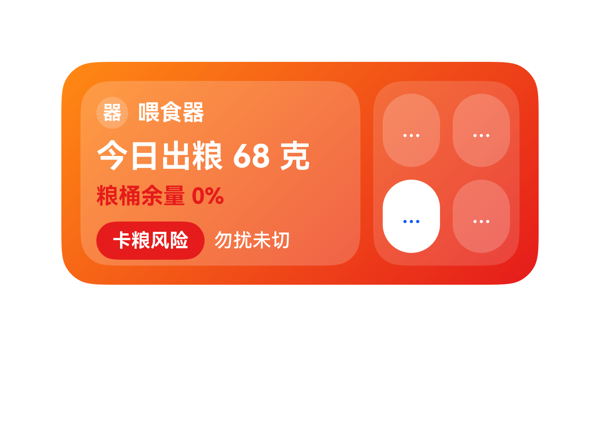 器 喂食器
今日出粮 68 克
粮桶余量 0%
卡粮风险 勿扰未切
... ...
... ...